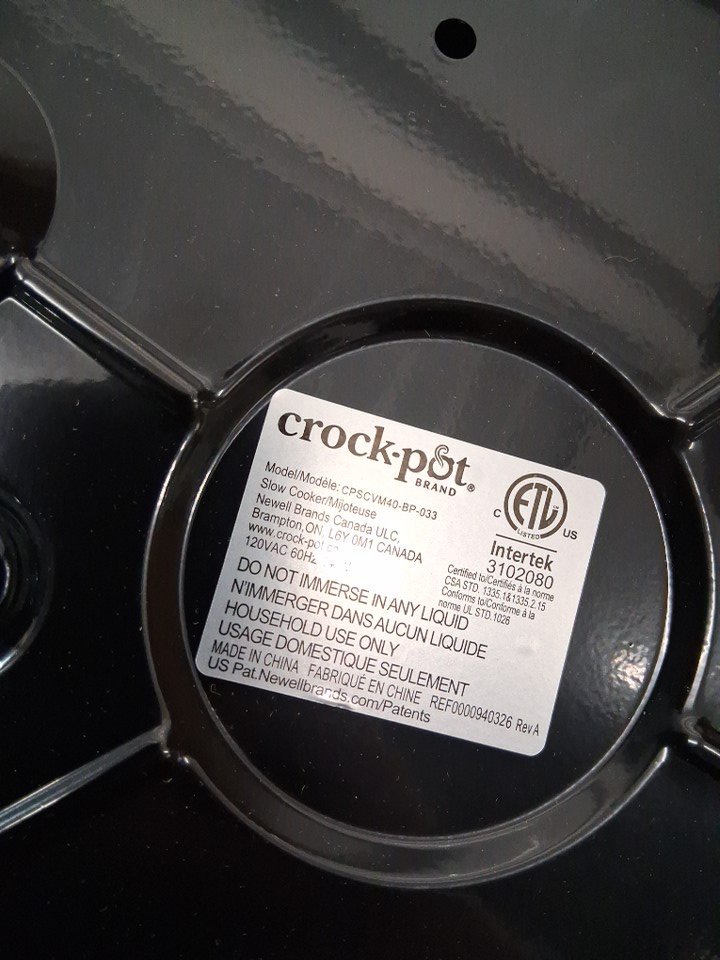 crock-pot®
BRAND
Model/Modèle: CPSCVM40-BP-033
Slow Cooker/Mijoteuse
Newell Brands Canada ULC,
Brampton,ON, L6Y 0M1 CANADA
www.crock-pot.ca
120VAC 60Hz
C ETL US
LISTED
Intertek
3102080
Certified to/Certifiés à la norme
CSA STD. 1335.1&1335.2.15
Conforms to/Conforme à la
norme UL STD.1026
DO NOT IMMERSE IN ANY LIQUID
N'IMMERGER DANS AUCUN LIQUIDE
HOUSEHOLD USE ONLY
USAGE DOMESTIQUE SEULEMENT
MADE IN CHINA FABRIQUÉ EN CHINE REF0000940326 Rev A
US Pat.Newellbrands.com/Patents